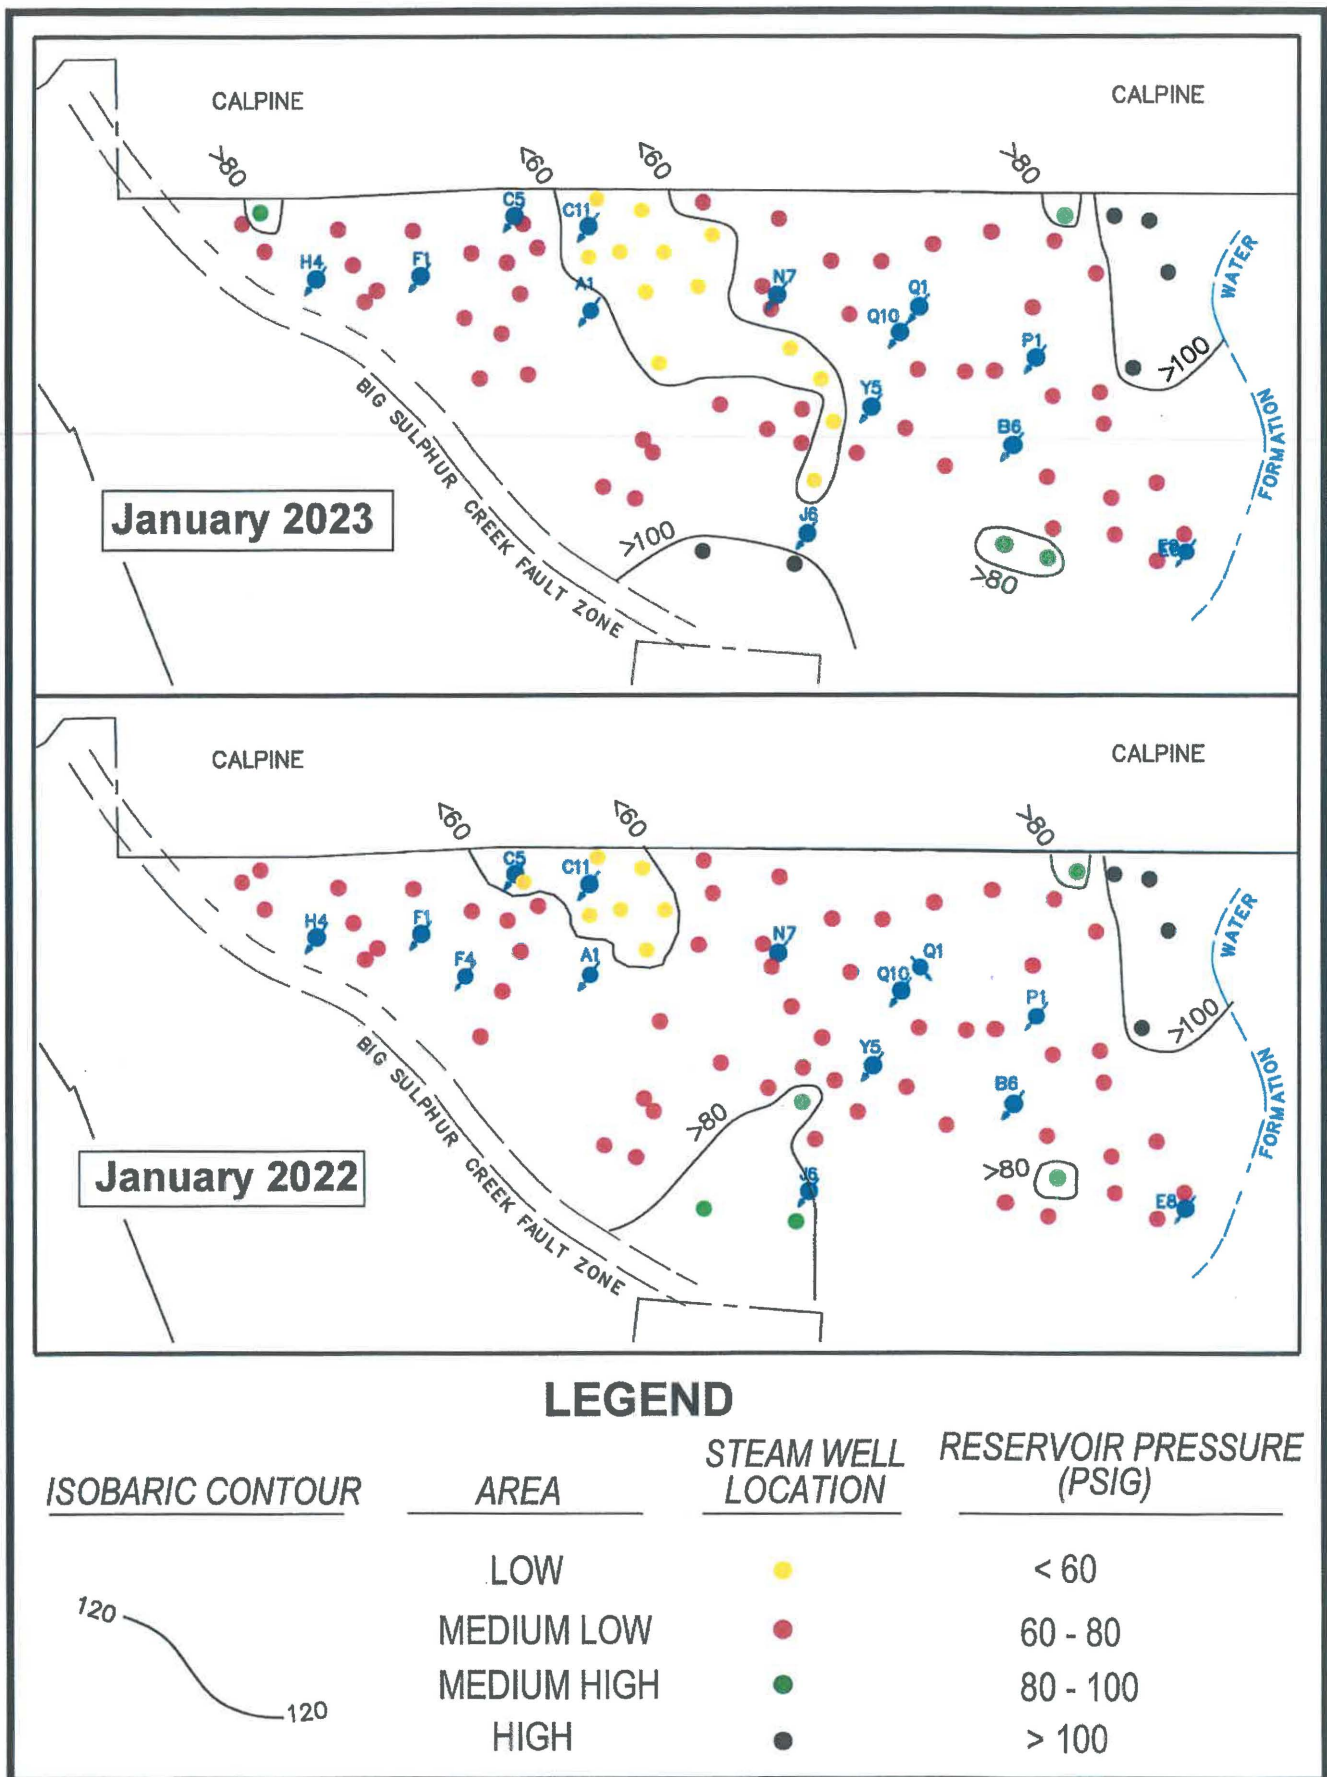 CALPINE
CALPINE
>80
<60
<60
>80
C5
C11
H4
F1
A1
N7
Q1
Q10
P1
Y5
B6
J6
>100
>100
>80
WATER
FORMATION
BIG SULPHUR CREEK FAULT ZONE
January 2023
CALPINE
CALPINE
<60
<60
>80
C5
C11
H4
F1
F4
A1
N7
Q1
Q10
P1
Y5
B6
J6
E8
>80
>80
>100
WATER
FORMATION
BIG SULPHUR CREEK FAULT ZONE
January 2022
LEGEND
ISOBARIC CONTOUR
AREA
STEAM WELL
LOCATION
RESERVOIR PRESSURE
(PSIG)
120
120
LOW
< 60
MEDIUM LOW
60 - 80
MEDIUM HIGH
80 - 100
HIGH
> 100